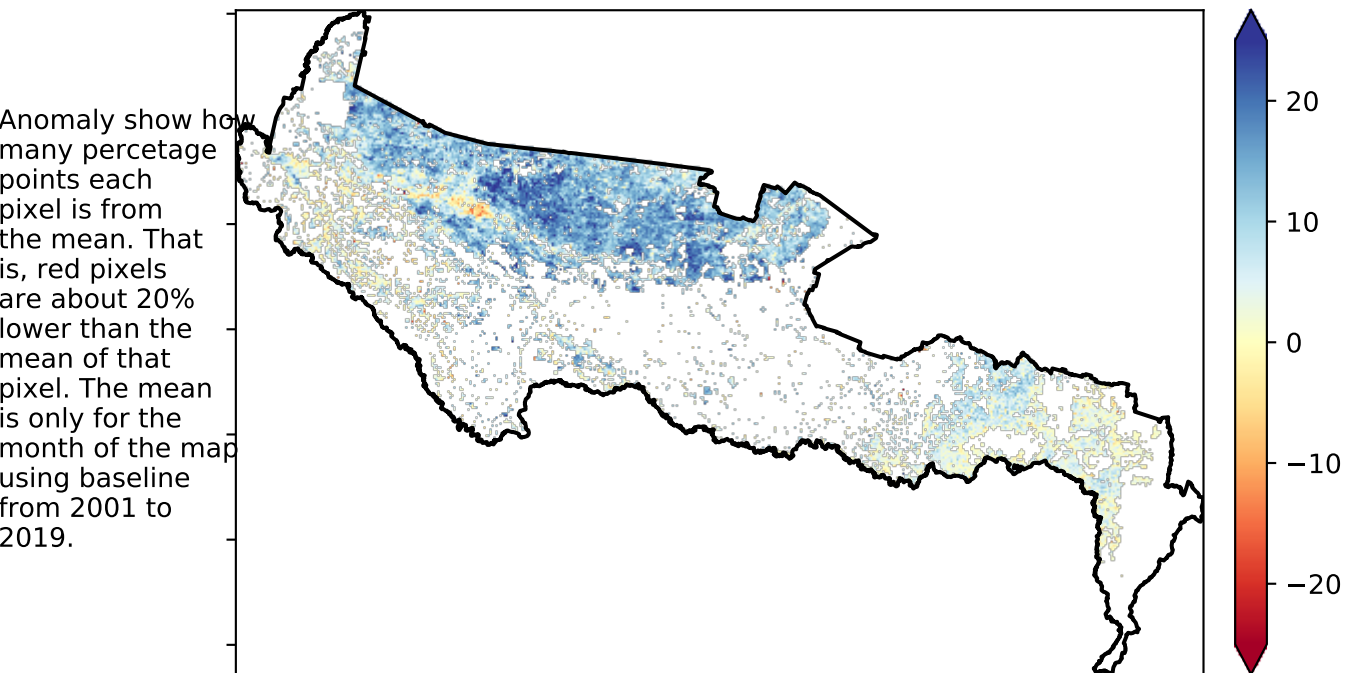 Anomaly show how
many percetage
points each
pixel is from
the mean. That
is, red pixels
are about 20%
lower than the
mean of that
pixel. The mean
is only for the
month of the map
using baseline
from 2001 to
2019.
20
10
0
−10
−20